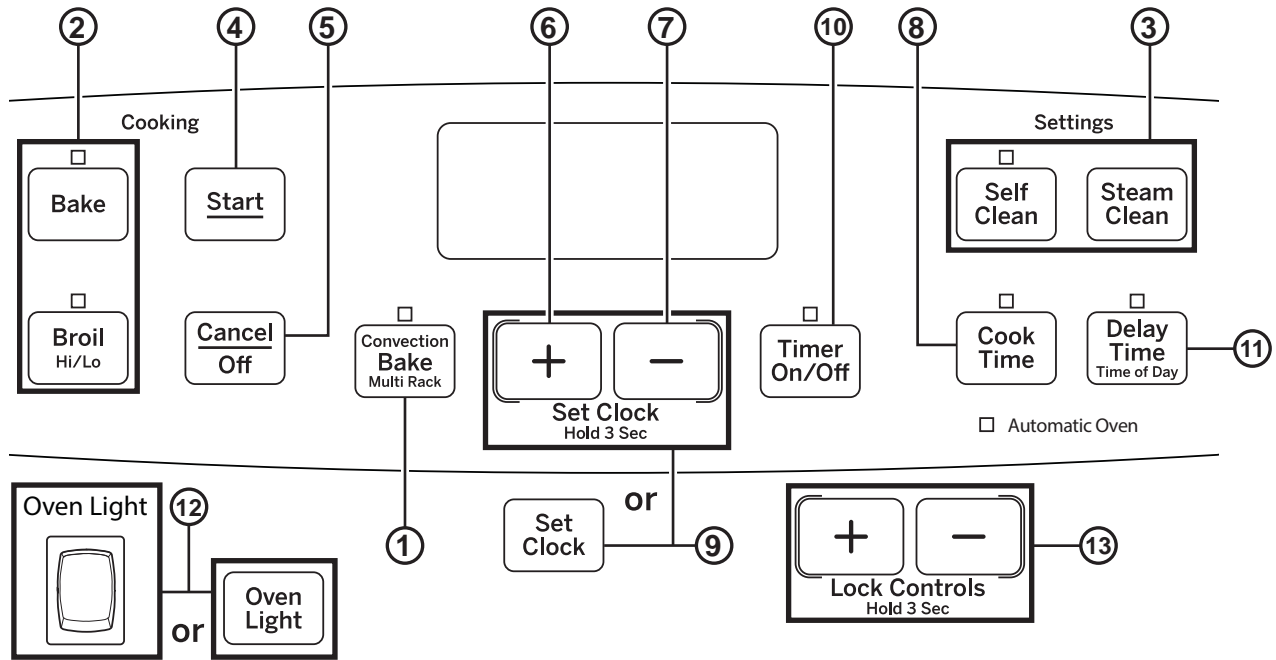 2
4
5
6
7
10
8
3
Cooking
Settings
Bake
Start
Self
Clean
Steam
Clean
Broil
Hi/Lo
Cancel
Off
Convection
Bake
Multi Rack
+
−
Set Clock
Hold 3 Sec
Timer
On/Off
Cook
Time
Delay
Time
Time of Day
11
Automatic Oven
Oven Light
12
or
Oven
Light
1
Set
Clock
or
9
+
−
Lock Controls
Hold 3 Sec
13